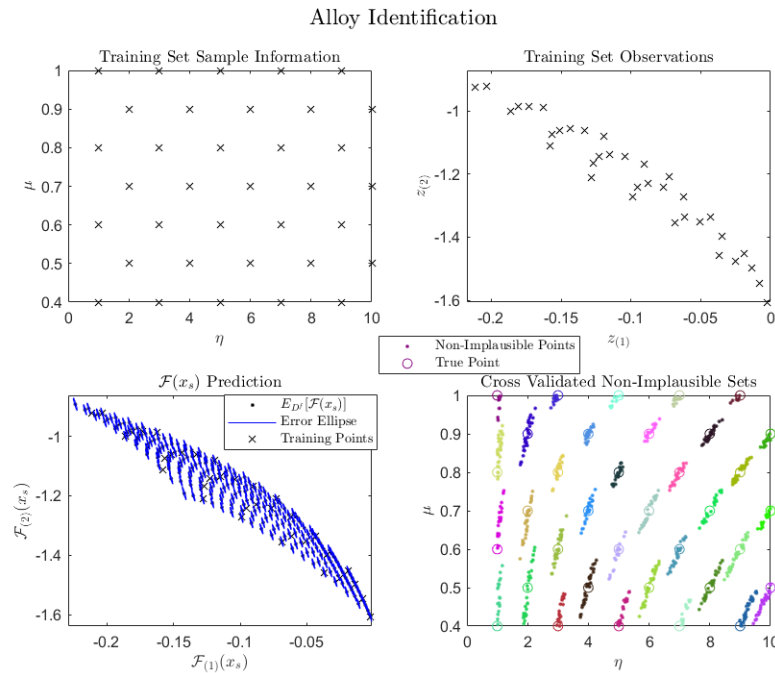 Alloy Identification
Training Set Sample Information
1
0.9
0.8
0.7
0.6
0.5
0.4
μ
0 2 4 6 8 10
η
Training Set Observations
-1
-1.2
-1.4
-1.6
z(2)
-0.2 -0.15 -0.1 -0.05 0
z(1)
Non-Implausible Points
True Point
F(x_s) Prediction
E_D′[F(x_s)]
Error Ellipse
Training Points
-1
-1.2
-1.4
-1.6
F(2)(x_s)
-0.2 -0.15 -0.1 -0.05
F(1)(x_s)
Cross Validated Non-Implausible Sets
1
0.9
0.8
0.7
0.6
0.5
0.4
μ
0 2 4 6 8 10
η